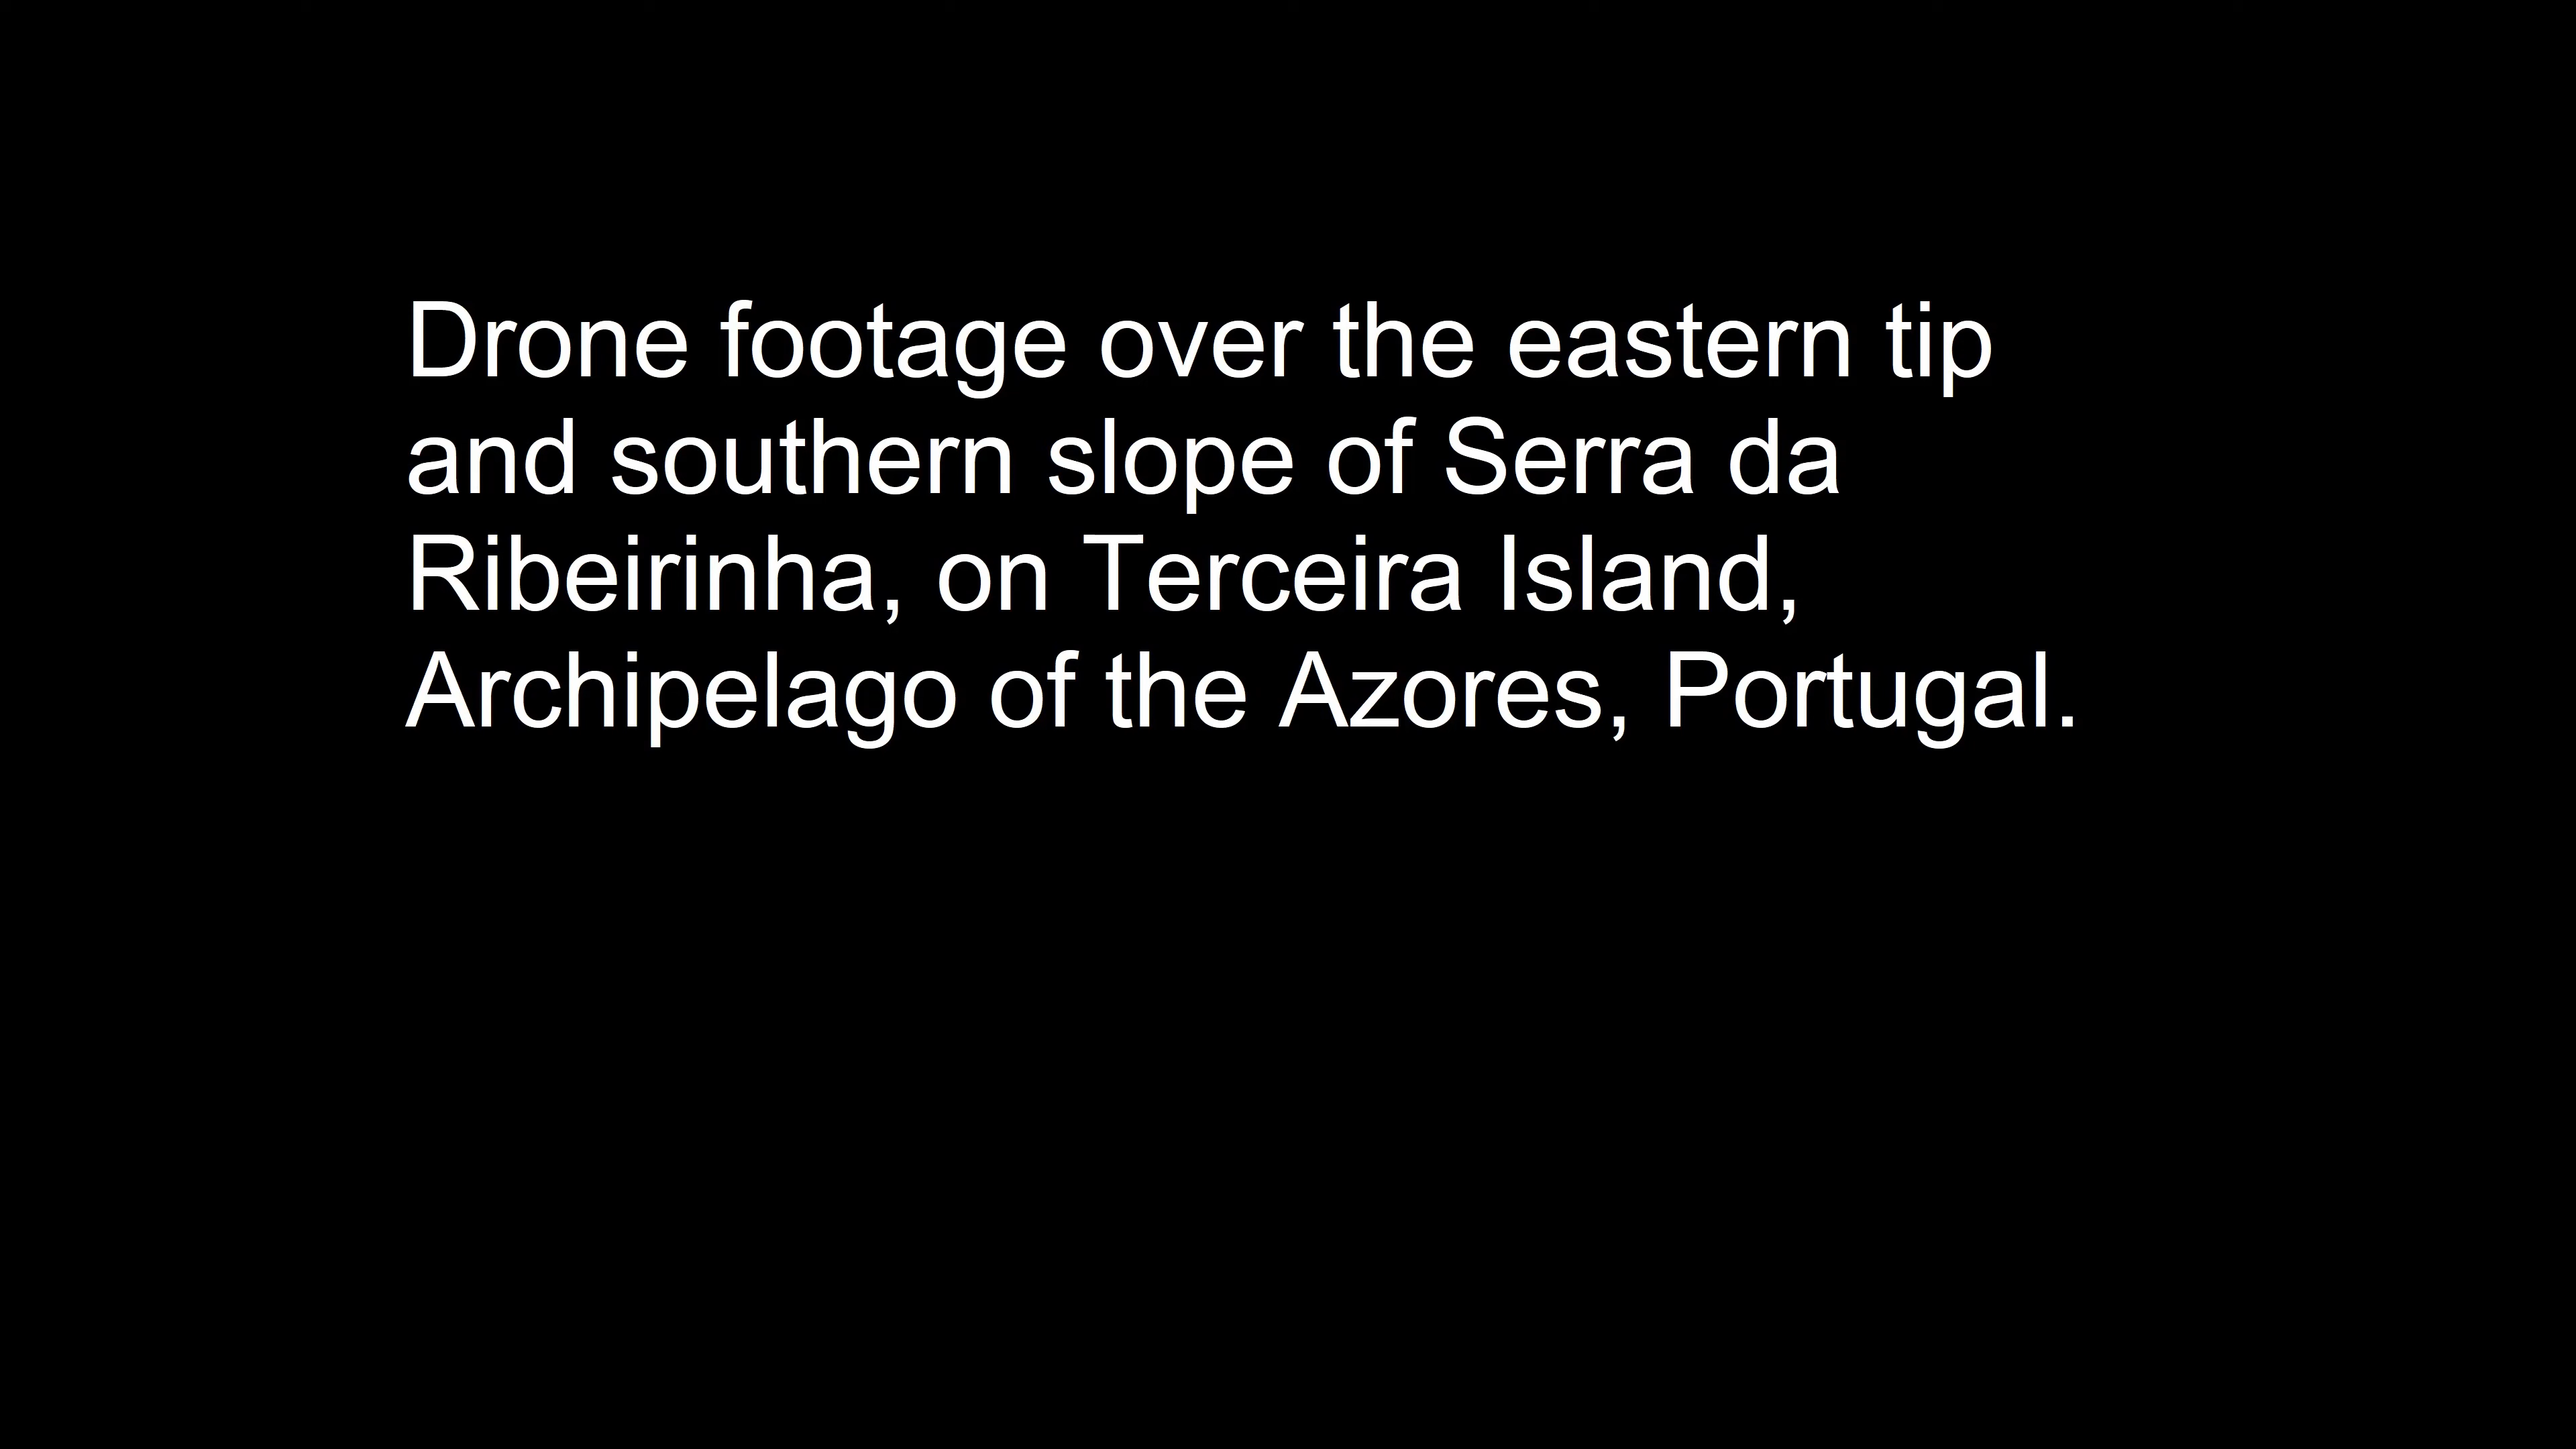 Drone footage over the eastern tip
and southern slope of Serra da
Ribeirinha, on Terceira Island,
Archipelago of the Azores, Portugal.